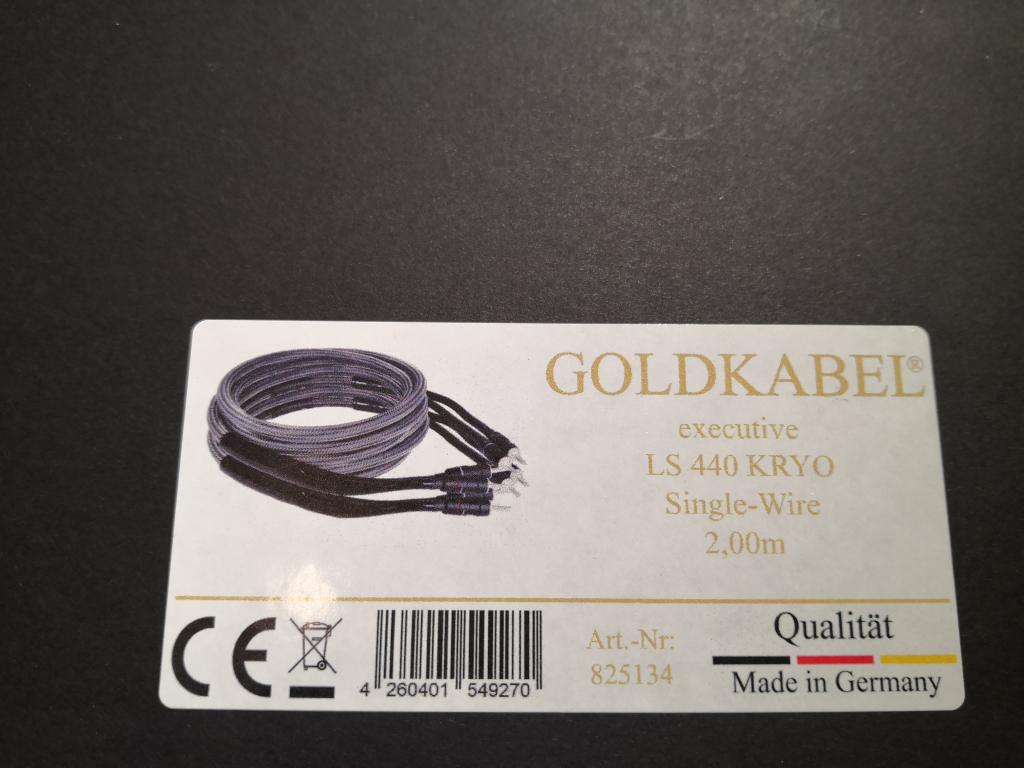 GOLDKABEL®
executive
LS 440 KRYO
Single-Wire
2,00m
CE
4 260401 549270
Art.-Nr:
825134
Qualität
Made in Germany